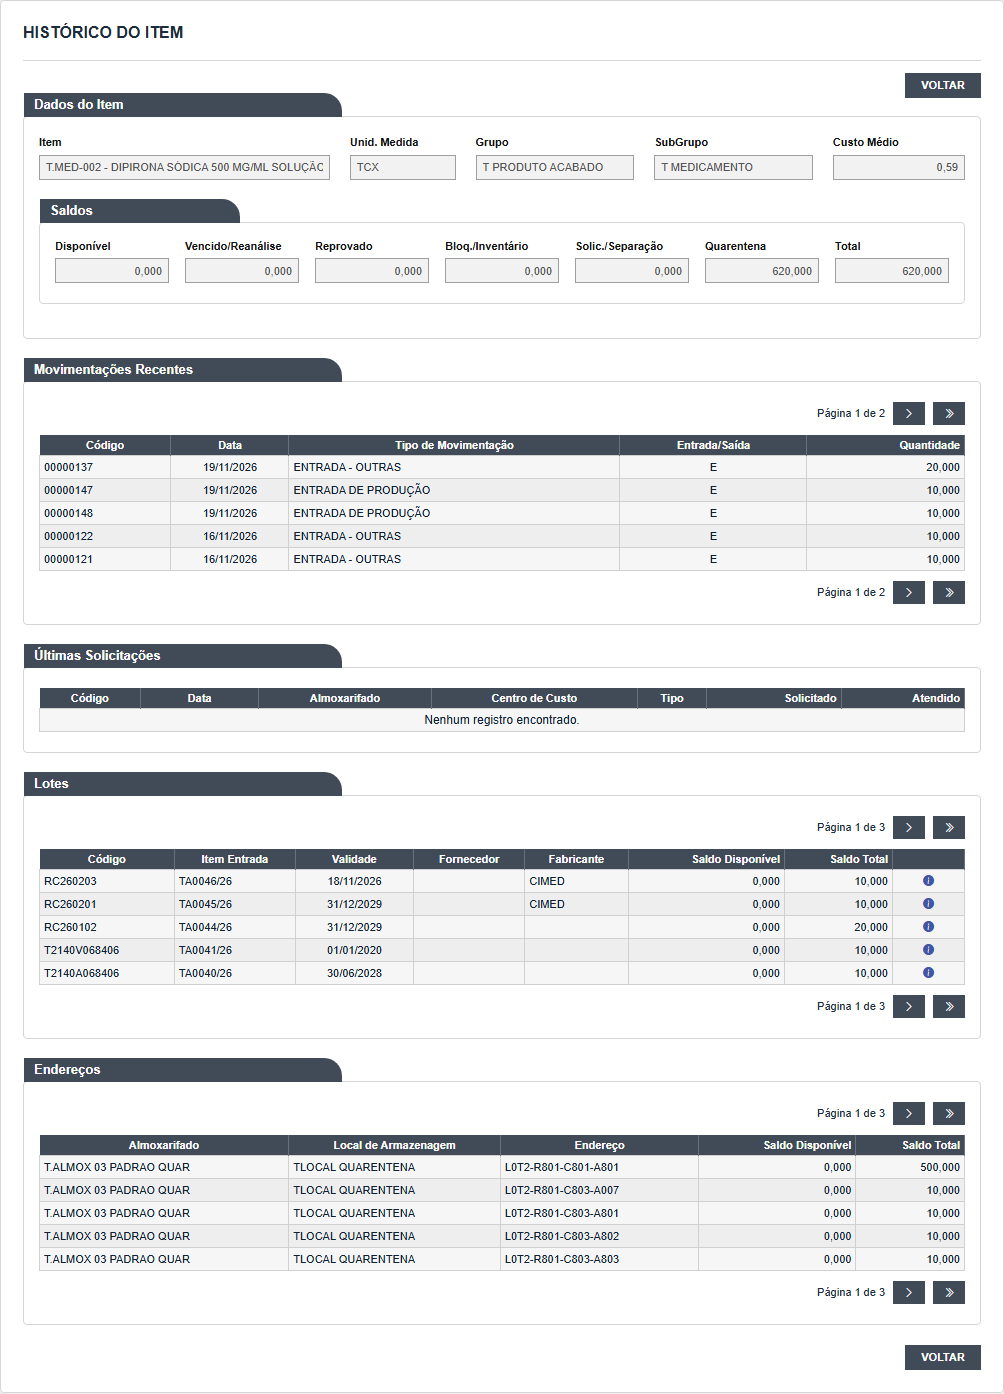 HISTÓRICO DO ITEM
VOLTAR
Dados do Item
Item Unid. Medida Grupo SubGrupo Custo Médio
T.MED-002 - DIPIRONA SÓDICA 500 MG/ML SOLUÇÃO TCX T PRODUTO ACABADO T MEDICAMENTO 0,59
Saldos
Disponível Vencido/Reanálise Reprovado Bloq./Inventário Solic./Separação Quarentena Total
0,000 0,000 0,000 0,000 0,000 620,000 620,000
Movimentações Recentes
Página 1 de 2
Código Data Tipo de Movimentação Entrada/Saída Quantidade
00000137 19/11/2026 ENTRADA - OUTRAS E 20,000
00000147 19/11/2026 ENTRADA DE PRODUÇÃO E 10,000
00000148 19/11/2026 ENTRADA DE PRODUÇÃO E 10,000
00000122 16/11/2026 ENTRADA - OUTRAS E 10,000
00000121 16/11/2026 ENTRADA - OUTRAS E 10,000
Página 1 de 2
Últimas Solicitações
Código Data Almoxarifado Centro de Custo Tipo Solicitado Atendido
Nenhum registro encontrado.
Lotes
Página 1 de 3
Código Item Entrada Validade Fornecedor Fabricante Saldo Disponível Saldo Total
RC260203 TA0046/26 18/11/2026 CIMED 0,000 10,000
RC260201 TA0045/26 31/12/2029 CIMED 0,000 10,000
RC260102 TA0044/26 31/12/2029 0,000 20,000
T2140V068406 TA0041/26 01/01/2020 0,000 10,000
T2140A068406 TA0040/26 30/06/2028 0,000 10,000
Página 1 de 3
Endereços
Página 1 de 3
Almoxarifado Local de Armazenagem Endereço Saldo Disponível Saldo Total
T.ALMOX 03 PADRAO QUAR TLOCAL QUARENTENA L0T2-R801-C801-A801 0,000 500,000
T.ALMOX 03 PADRAO QUAR TLOCAL QUARENTENA L0T2-R801-C803-A007 0,000 10,000
T.ALMOX 03 PADRAO QUAR TLOCAL QUARENTENA L0T2-R801-C803-A801 0,000 10,000
T.ALMOX 03 PADRAO QUAR TLOCAL QUARENTENA L0T2-R801-C803-A802 0,000 10,000
T.ALMOX 03 PADRAO QUAR TLOCAL QUARENTENA L0T2-R801-C803-A803 0,000 10,000
Página 1 de 3
VOLTAR